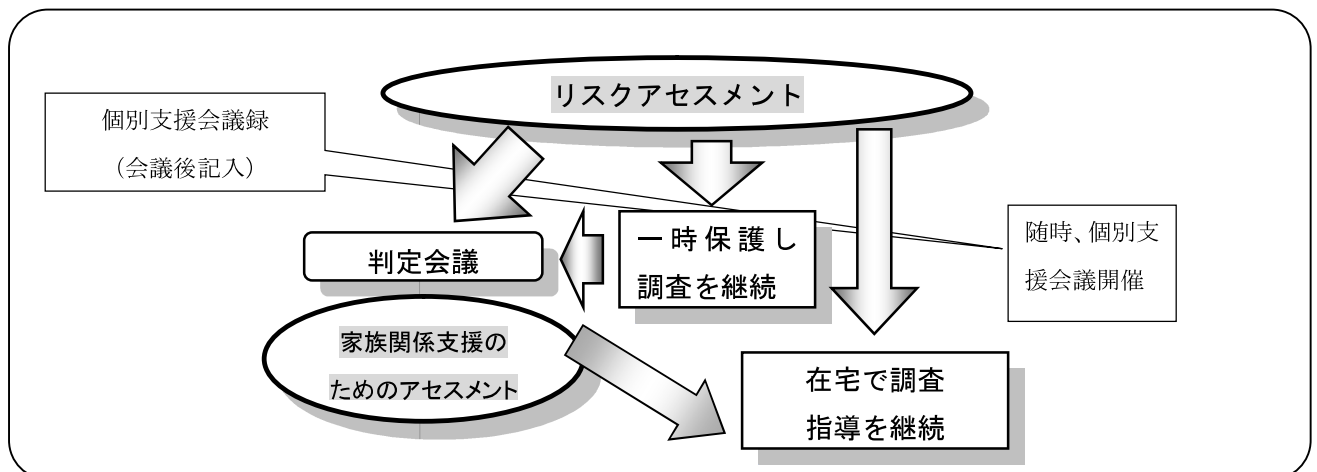 リスクアセスメント
個別支援会議録
（会議後記入）
一時保護し
調査を継続
随時、個別支
援会議開催
判定会議
家族関係支援の
ためのアセスメント
在宅で調査
指導を継続